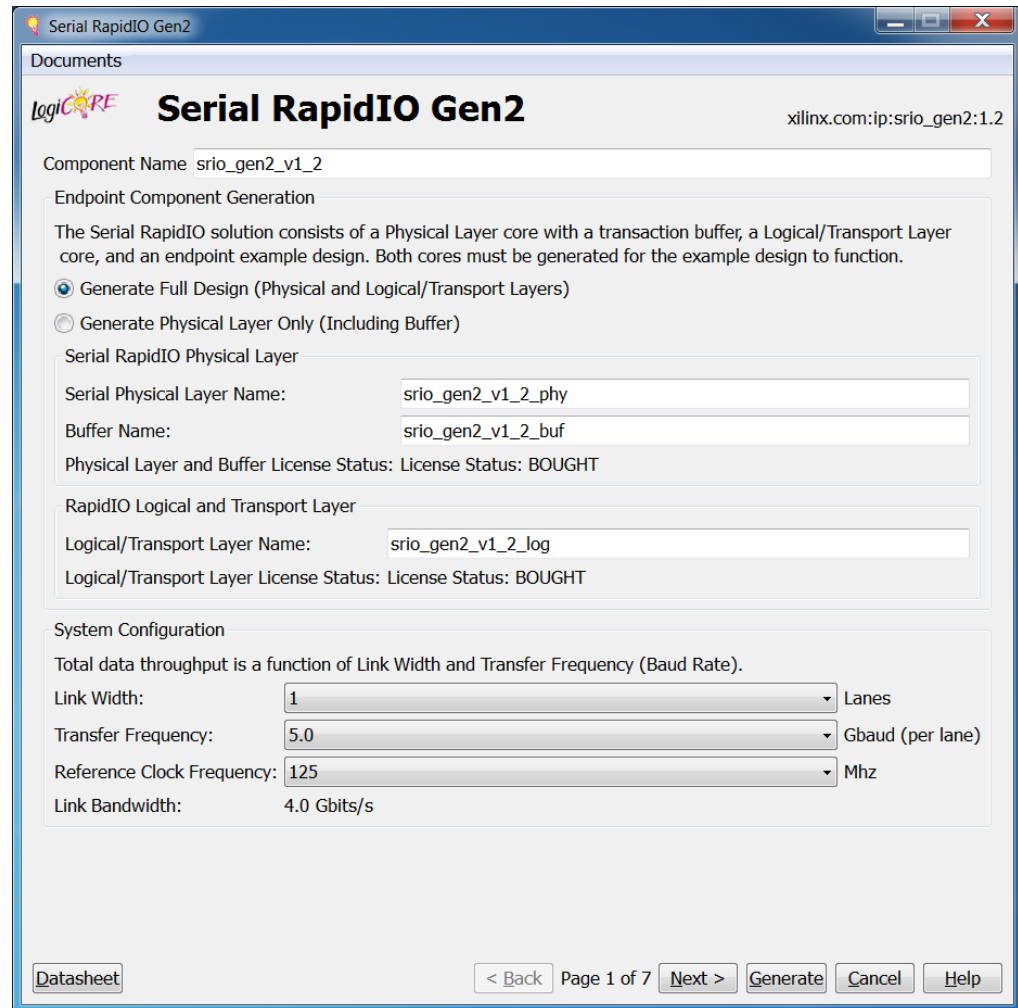 Serial RapidIO Gen2
Documents
LogiCORE Serial RapidIO Gen2 xilinx.com:ip:srio_gen2:1.2
Component Name srio_gen2_v1_2
Endpoint Component Generation
The Serial RapidIO solution consists of a Physical Layer core with a transaction buffer, a Logical/Transport Layer
core, and an endpoint example design. Both cores must be generated for the example design to function.
Generate Full Design (Physical and Logical/Transport Layers)
Generate Physical Layer Only (Including Buffer)
Serial RapidIO Physical Layer
Serial Physical Layer Name: srio_gen2_v1_2_phy
Buffer Name: srio_gen2_v1_2_buf
Physical Layer and Buffer License Status: License Status: BOUGHT
RapidIO Logical and Transport Layer
Logical/Transport Layer Name: srio_gen2_v1_2_log
Logical/Transport Layer License Status: License Status: BOUGHT
System Configuration
Total data throughput is a function of Link Width and Transfer Frequency (Baud Rate).
Link Width: 1 Lanes
Transfer Frequency: 5.0 Gbaud (per lane)
Reference Clock Frequency: 125 Mhz
Link Bandwidth: 4.0 Gbits/s
Datasheet < Back Page 1 of 7 Next > Generate Cancel Help